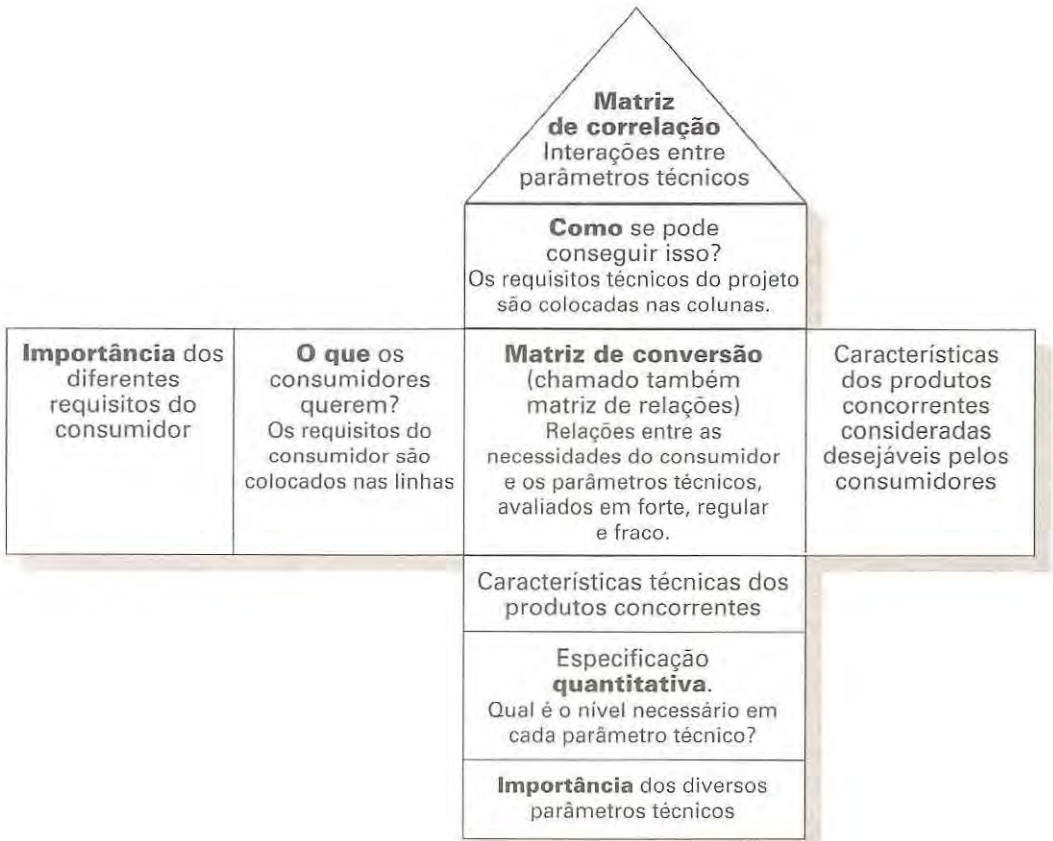 Matriz
de correlação
Interações entre
parâmetros técnicos
Como se pode
conseguir isso?
Os requisitos técnicos do projeto
são colocadas nas colunas.
Importância dos
diferentes
requisitos do
consumidor
O que os
consumidores
querem?
Os requisitos do
consumidor são
colocados nas linhas
Matriz de conversão
(chamado também
matriz de relações)
Relações entre as
necessidades do consumidor
e os parâmetros técnicos,
avaliados em forte, regular
e fraco.
Características
dos produtos
concorrentes
consideradas
desejáveis pelos
consumidores
Características técnicas dos
produtos concorrentes
Especificação
quantitativa.
Qual é o nível necessário em
cada parâmetro técnico?
Importância dos diversos
parâmetros técnicos